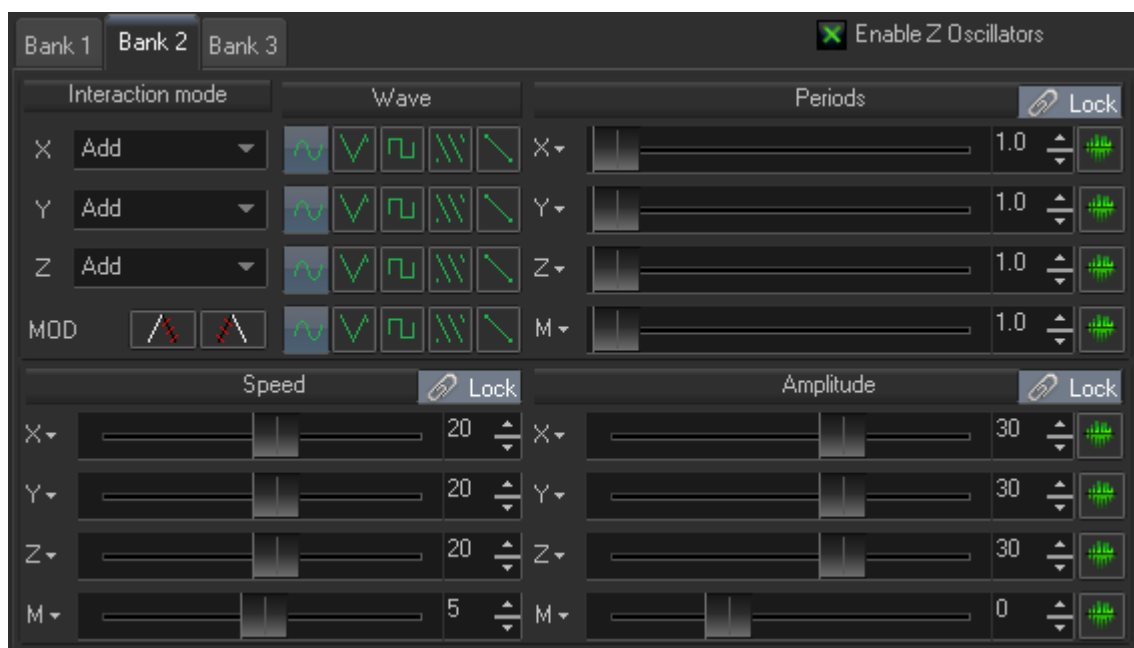 Bank 1 Bank 2 Bank 3 Enable Z Oscillators
Interaction mode Wave Periods Lock
X Add X 1.0
Y Add Y 1.0
Z Add Z 1.0
MOD M 1.0
Speed Lock Amplitude Lock
X 20 X 30
Y 20 Y 30
Z 20 Z 30
M 5 M 0